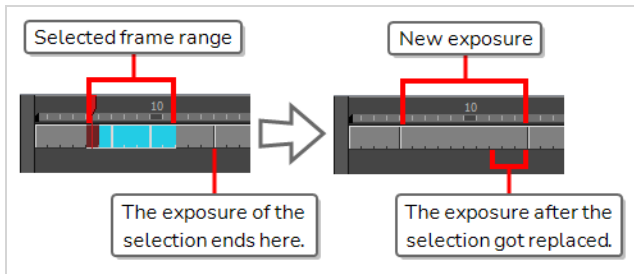 Selected frame range
New exposure
10
10
The exposure of the
selection ends here.
The exposure after the
selection got replaced.